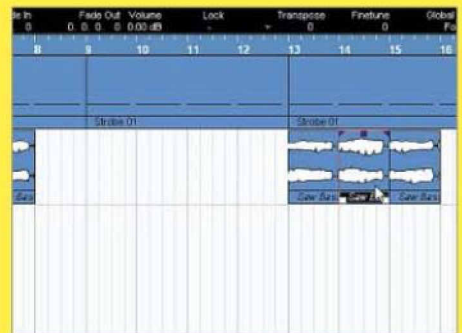 de In Fade Out Volume Lock Transpose Finetune Global
0 0. 0. 0. 0 0.00 dB - 0 0 Fo
8 9 10 11 12 13 14 15 16
Strobe 01 Strobe 01
Bas Saw Bas Saw Bas